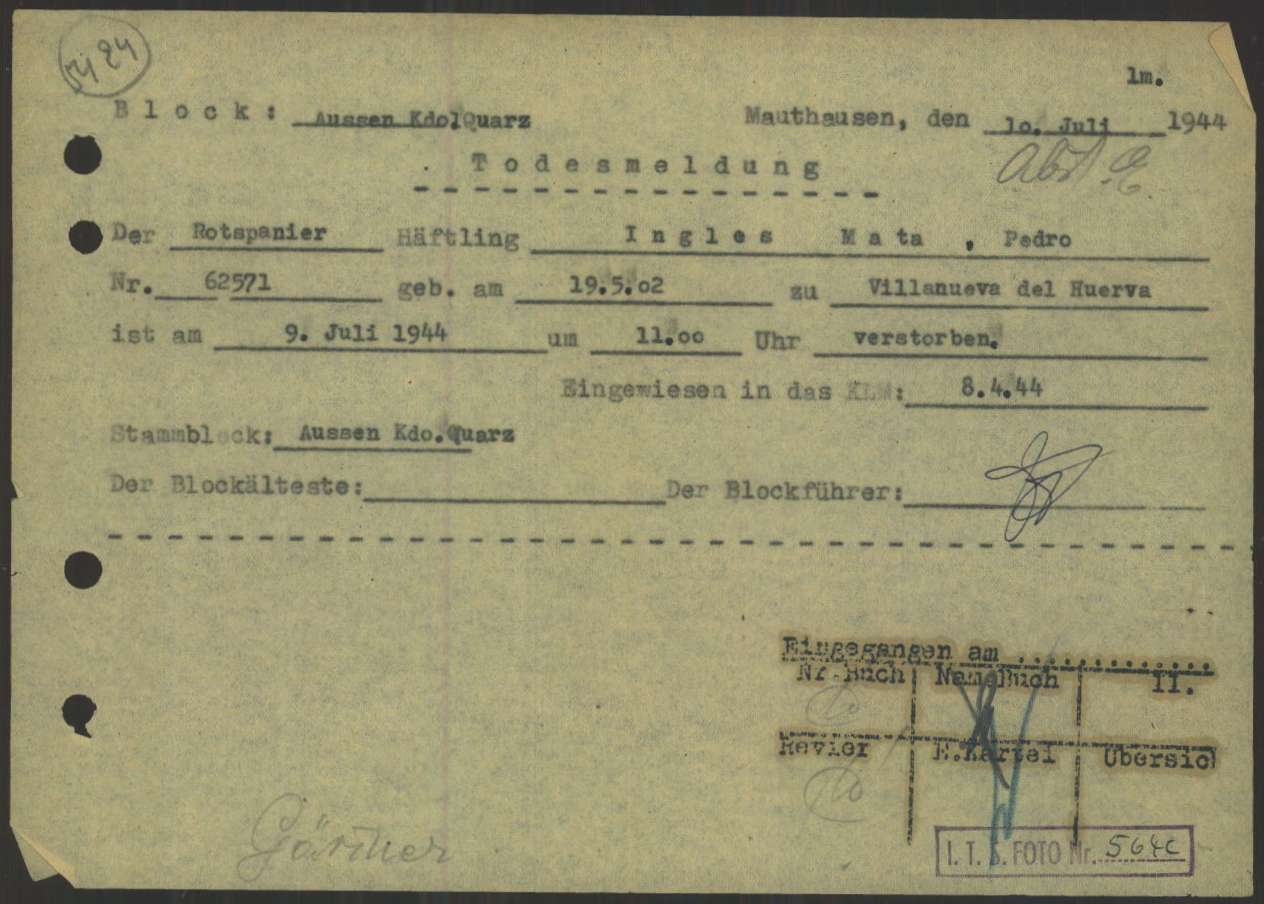 lm.
Block: Aussen Kdo.Quarz Mauthausen, den 1o. Juli 1944
Todesmeldung
Der Rotspanier Häftling Ingles Mata, Pedro
Nr. 62571 geb. am 19.5.o2 zu Villanueva del Huerva
ist am 9. Juli 1944 um 11.oo Uhr verstorben.
Eingewiesen in das KLM: 8.4.44
Stammblock: Aussen Kdo.Quarz
Der Blockälteste: Der Blockführer:
Eingegangen am ..............
Nr.Buch Name Buch II.
Revier E.Kartei Übersic
Gärtner
I. T. S. FOTO Nr.